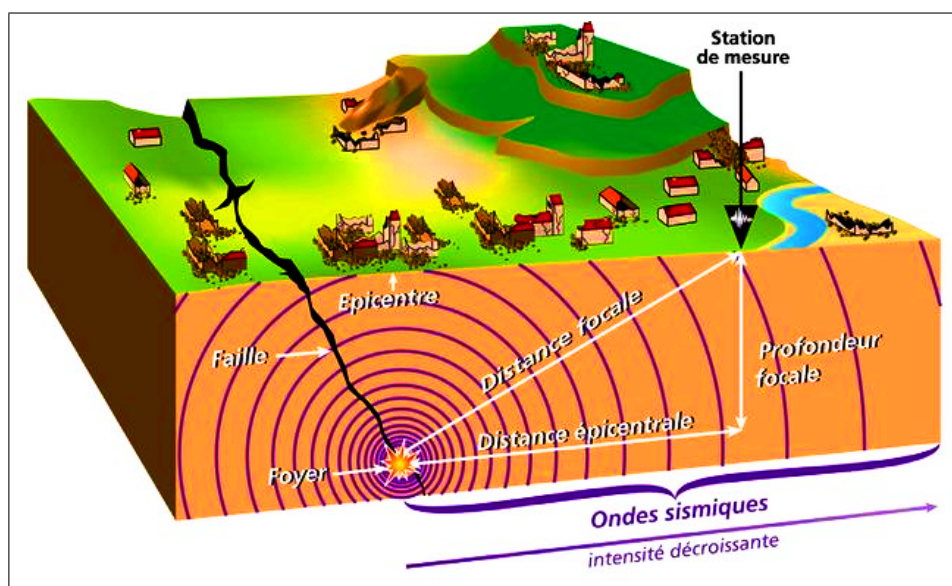 Station
de mesure
Epicentre
Distance focale
Faille
Profondeur
focale
Distance épicentrale
Foyer
Ondes sismiques
intensité décroissante